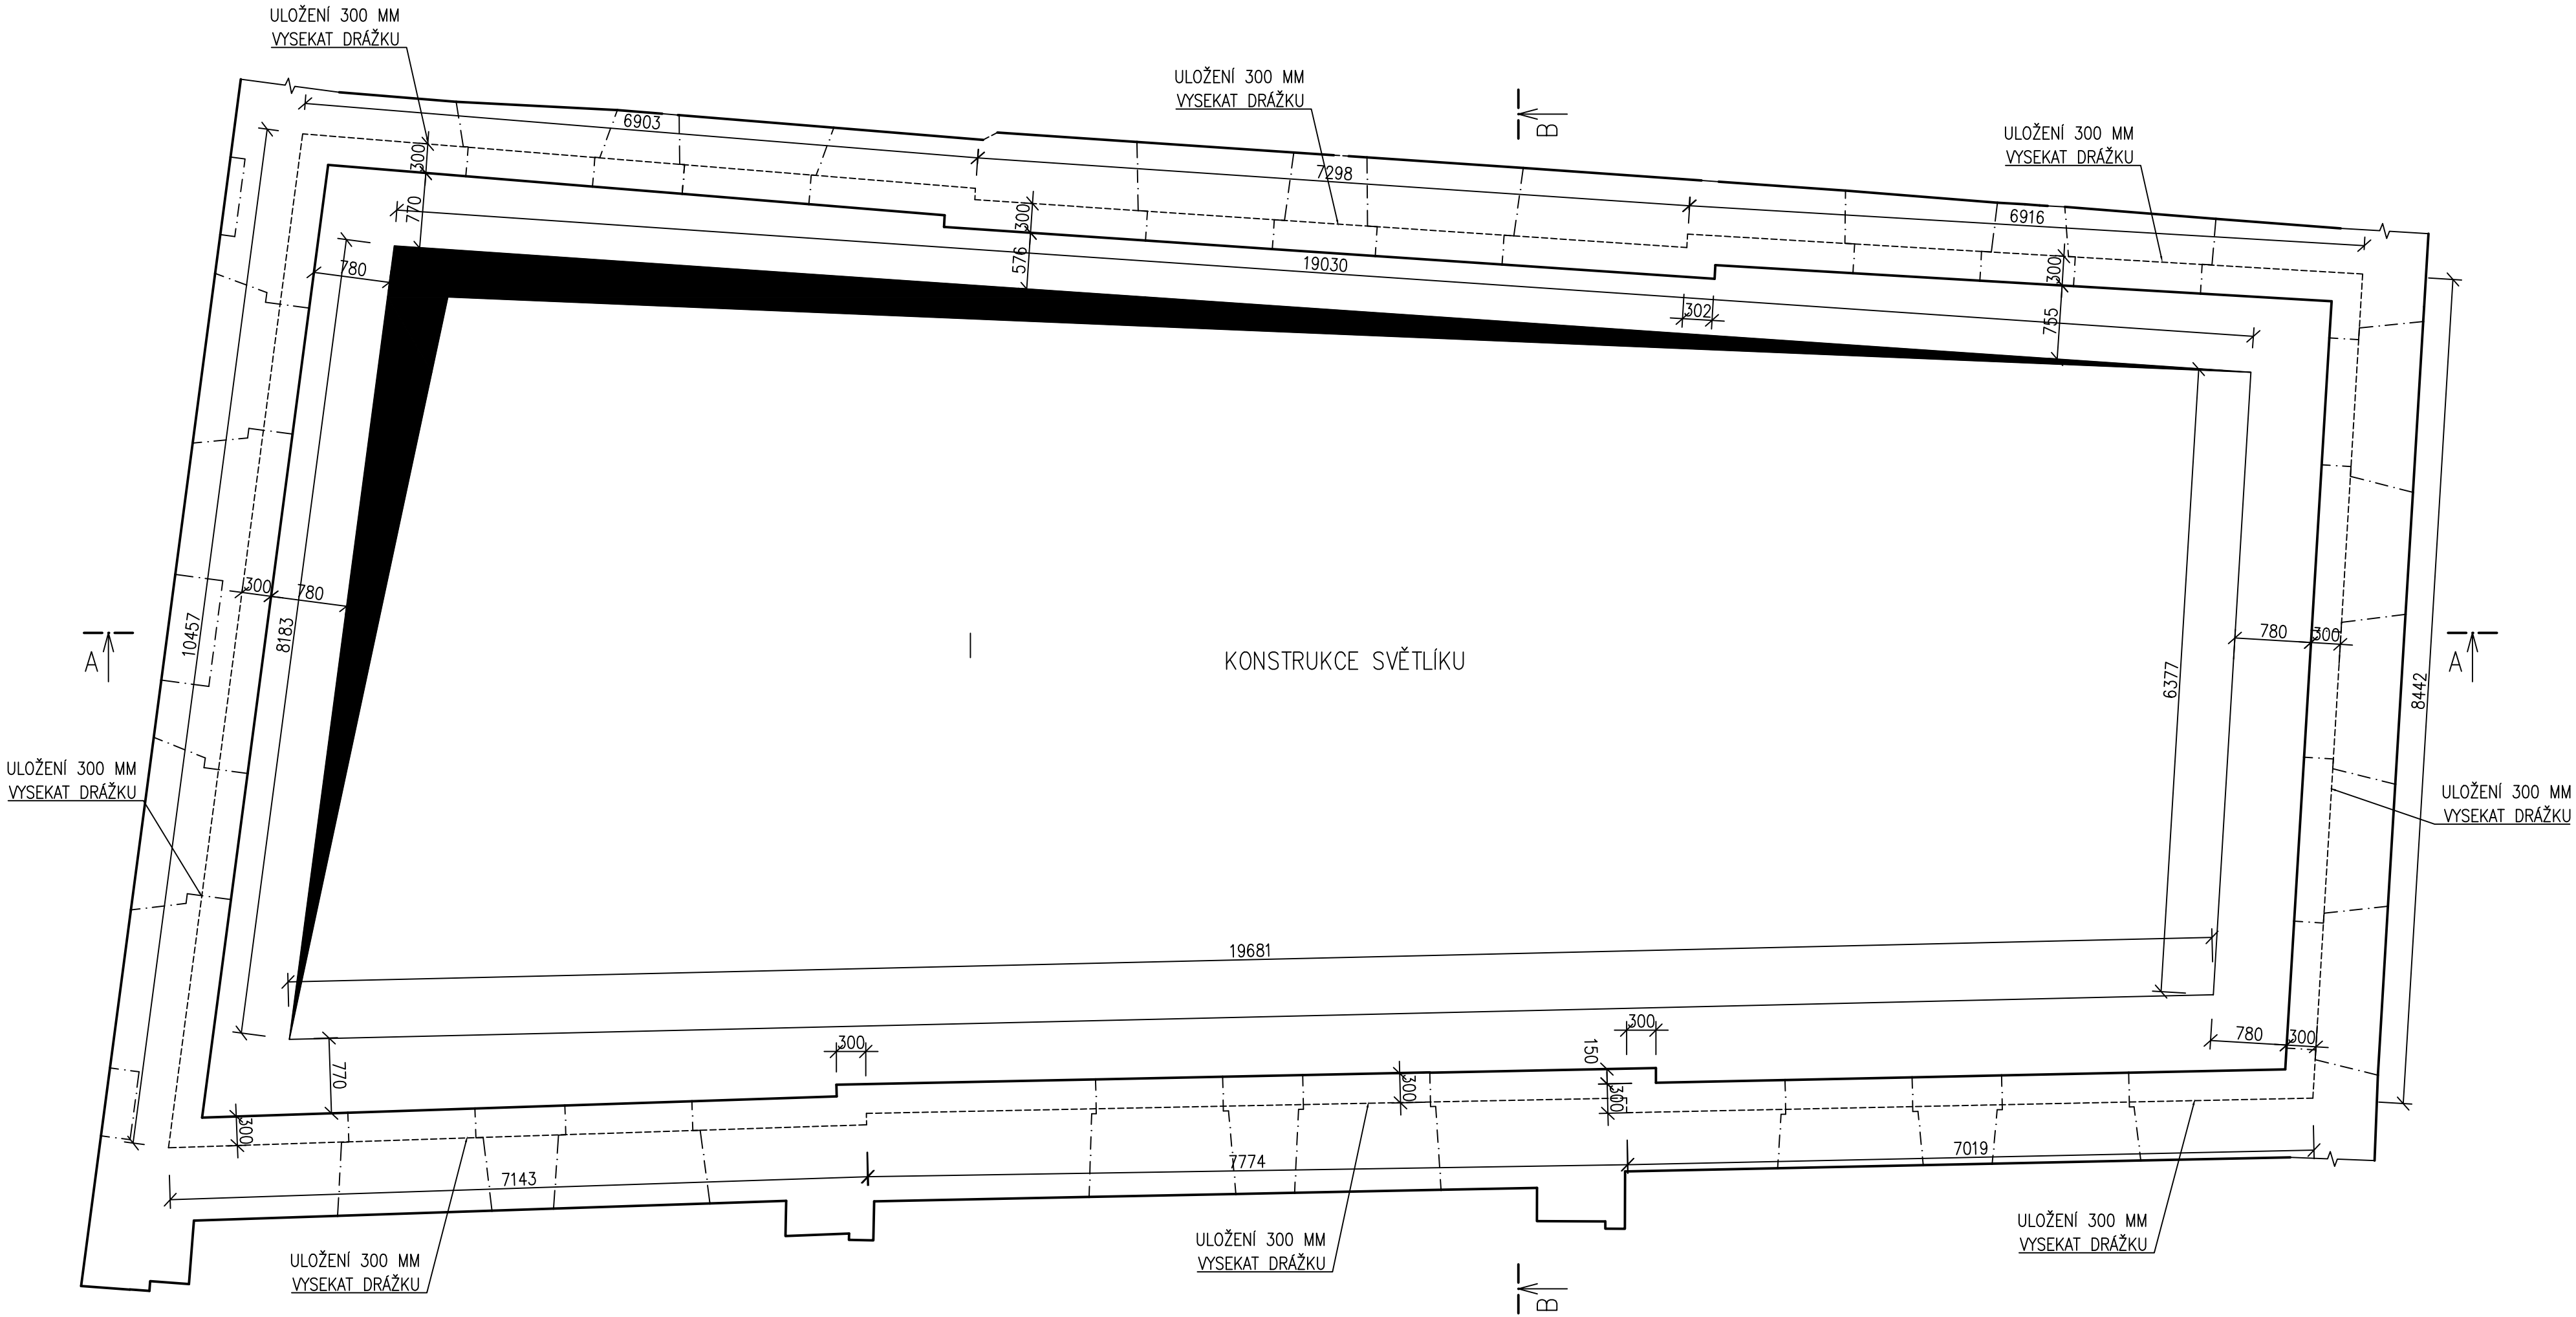 ULOŽENÍ 300 MM
VYSEKAT DRÁŽKU
ULOŽENÍ 300 MM
VYSEKAT DRÁŽKU
B
ULOŽENÍ 300 MM
VYSEKAT DRÁŽKU
6903
7298
6916
300
770
300
576
19030
302
300
755
780
300
780
10457
8183
A
KONSTRUKCE SVĚTLÍKU
780
300
A
6377
8442
ULOŽENÍ 300 MM
VYSEKAT DRÁŽKU
ULOŽENÍ 300 MM
VYSEKAT DRÁŽKU
19681
770
300
300
150
300
300
300
780
300
7143
7774
7019
ULOŽENÍ 300 MM
VYSEKAT DRÁŽKU
ULOŽENÍ 300 MM
VYSEKAT DRÁŽKU
ULOŽENÍ 300 MM
VYSEKAT DRÁŽKU
B